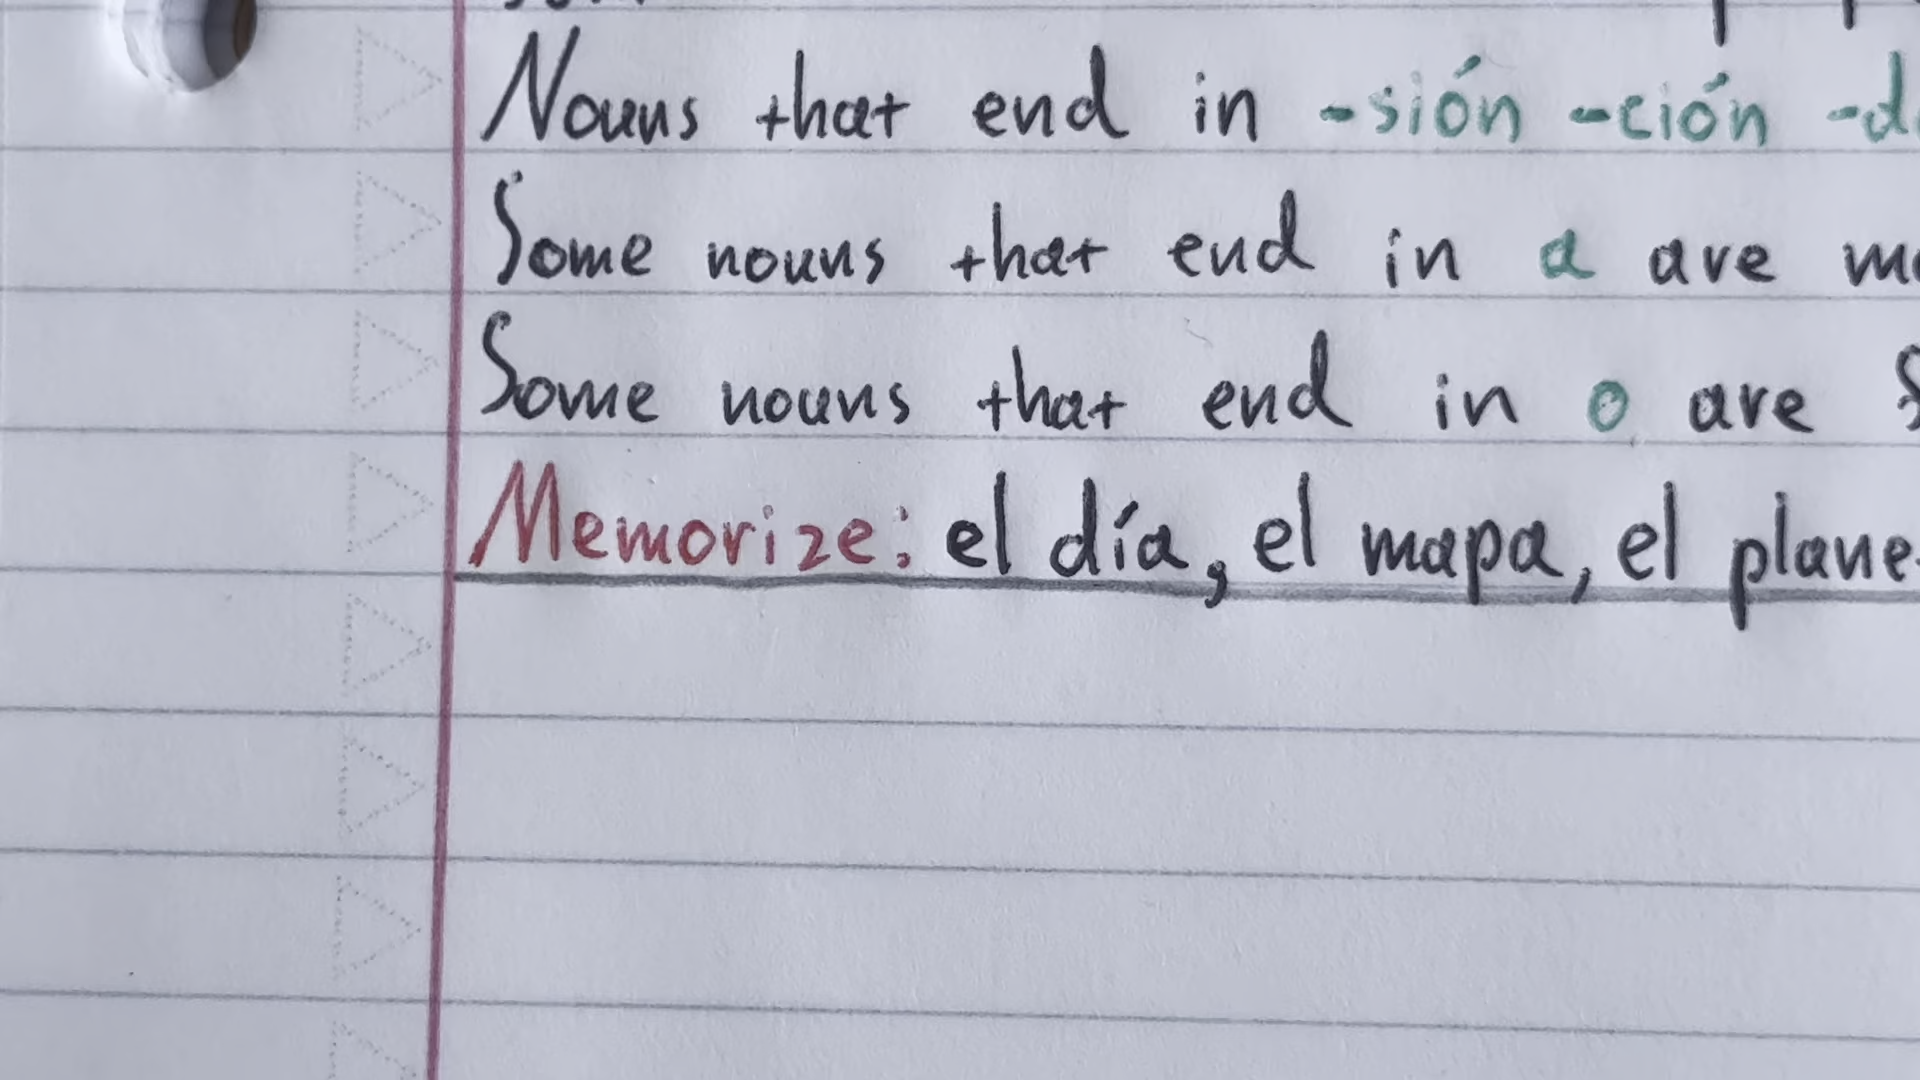 Nouns that end in -sión -ción
Some nouns that end in a are
Some nouns that end in o are
Memorize: el día, el mapa, el